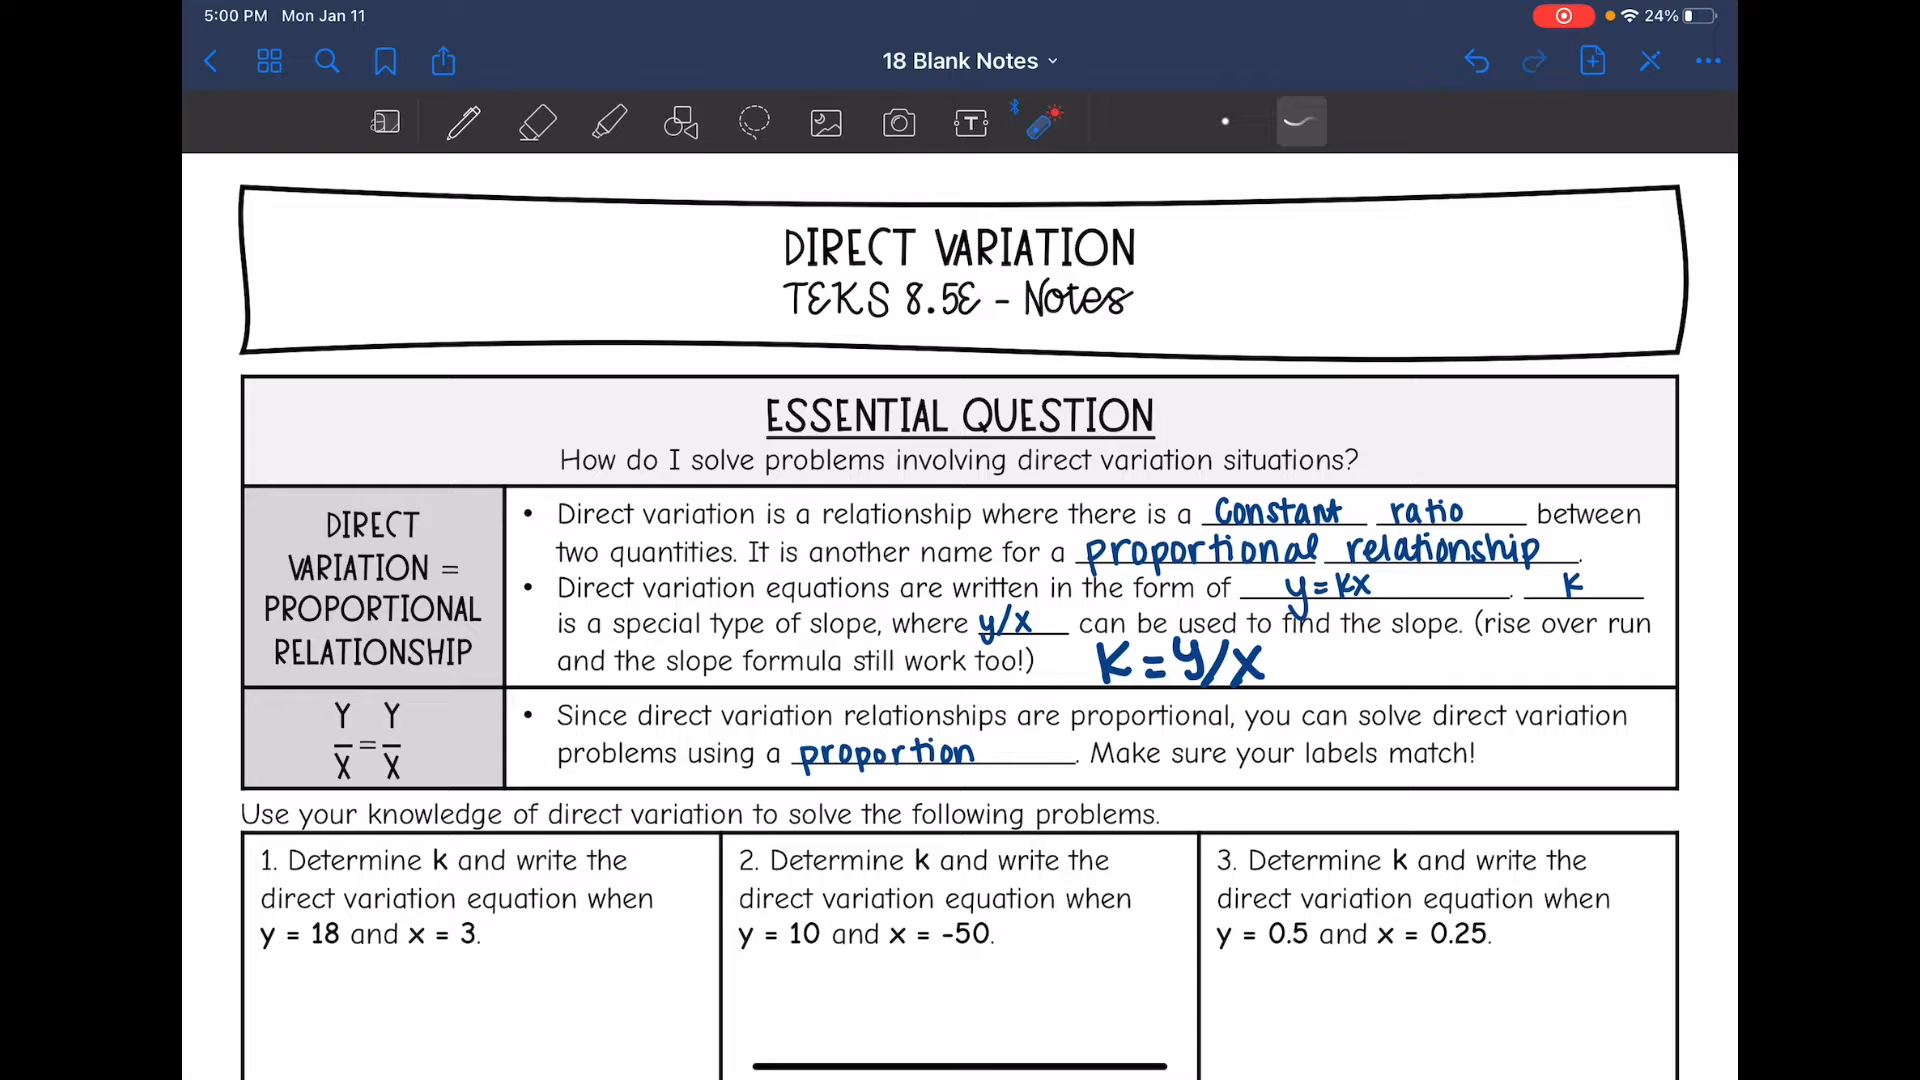 5:00 PM Mon Jan 11
24%
18 Blank Notes
T
DIRECT VARIATION
TEKS 8.5E - Notes
ESSENTIAL QUESTION
How do I solve problems involving direct variation situations?
DIRECT
VARIATION =
PROPORTIONAL
RELATIONSHIP
• Direct variation is a relationship where there is a constant ratio between
two quantities. It is another name for a proportional relationship.
• Direct variation equations are written in the form of y=kx. k
is a special type of slope, where y/x can be used to find the slope. (rise over run
and the slope formula still work too!) K=y/x
Y Y
=
X X
• Since direct variation relationships are proportional, you can solve direct variation
problems using a proportion. Make sure your labels match!
Use your knowledge of direct variation to solve the following problems.
1. Determine k and write the
direct variation equation when
y = 18 and x = 3.
2. Determine k and write the
direct variation equation when
y = 10 and x = -50.
3. Determine k and write the
direct variation equation when
y = 0.5 and x = 0.25.